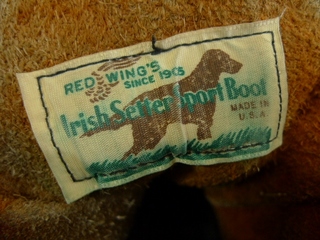 RED WING'S
SINCE 1905
Irish Setter Sport Boot
MADE IN
U.S.A.